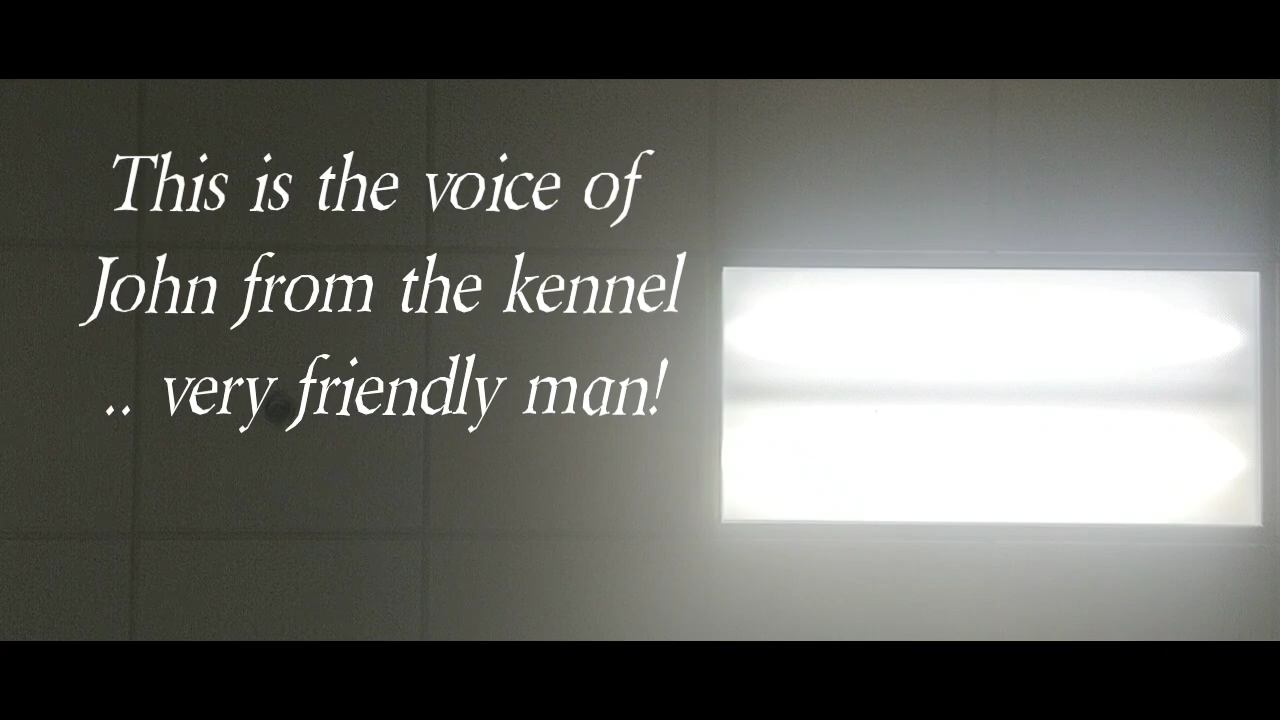 This is the voice of
John from the kennel
.. very friendly man!